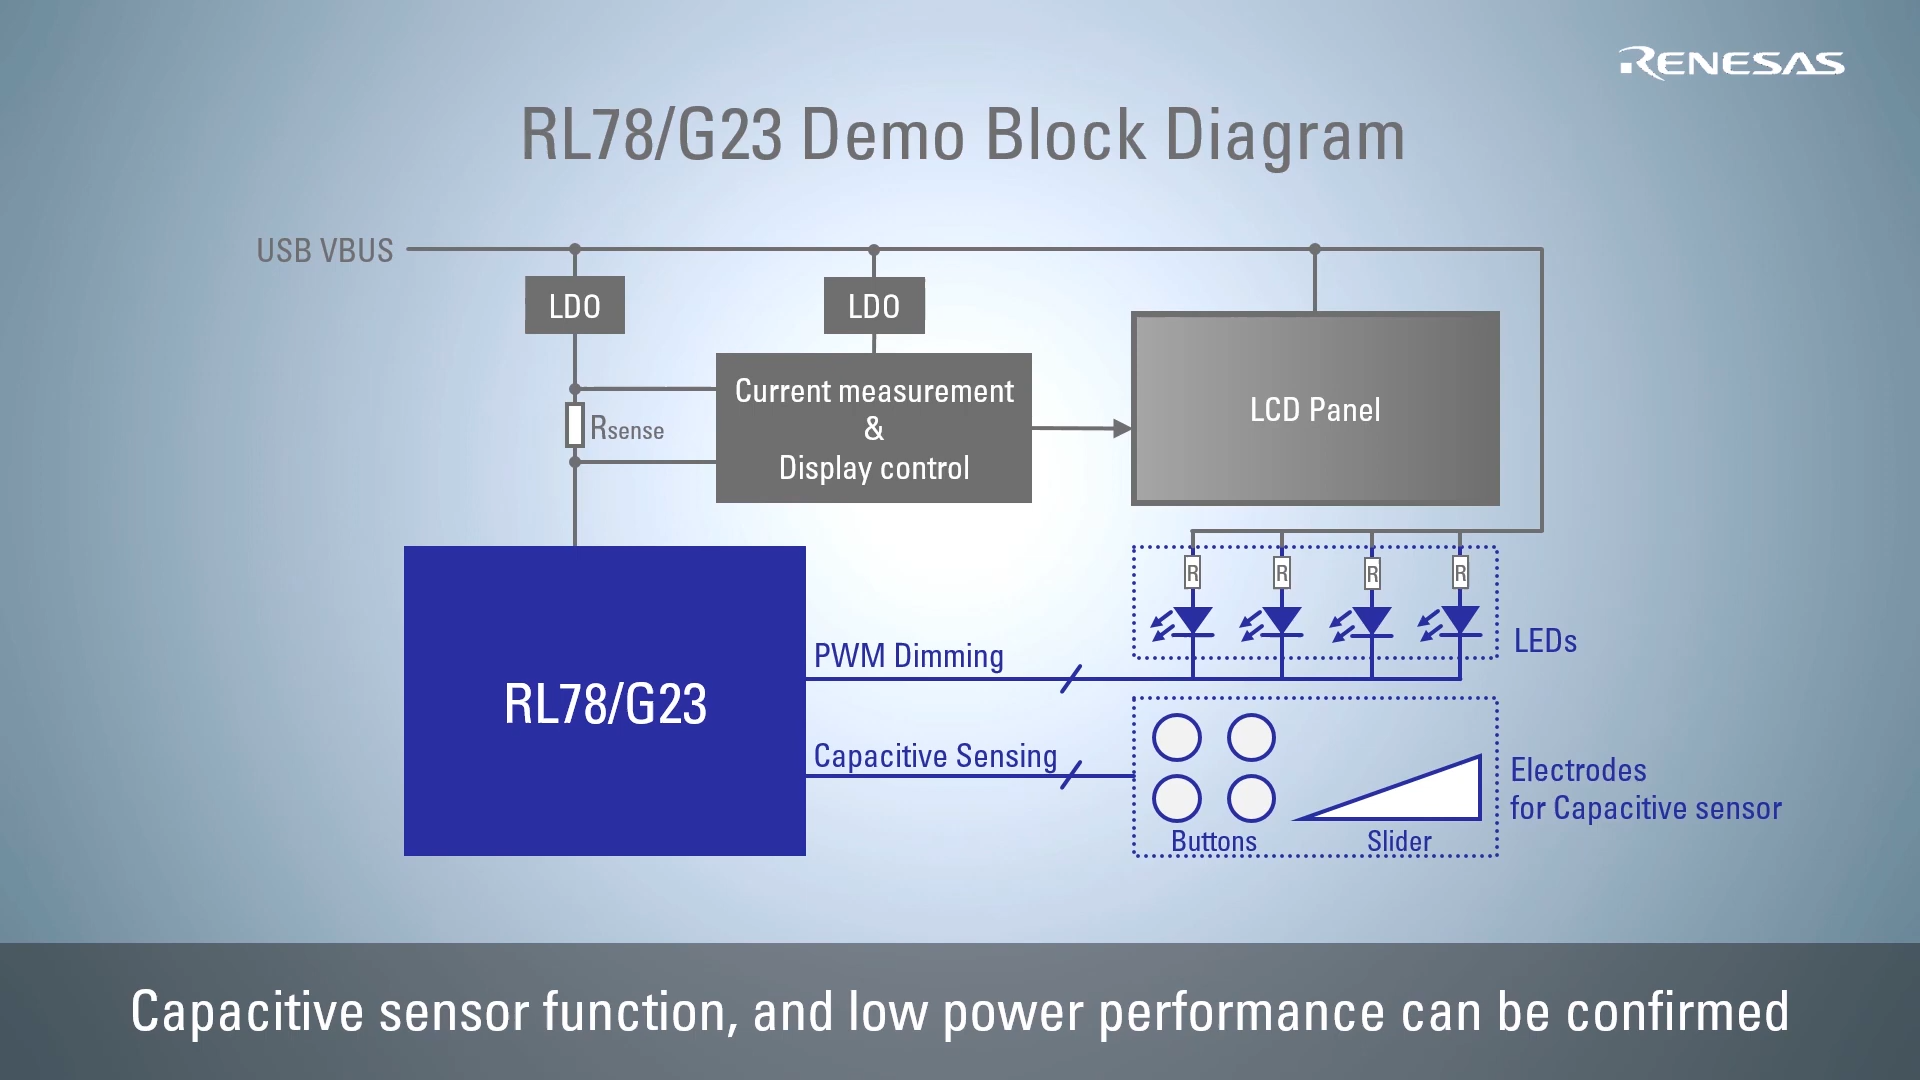 RENESAS
RL78/G23 Demo Block Diagram
USB VBUS
LDO
LDO
Current measurement
&
Display control
Rsense
LCD Panel
R
R
R
R
LEDs
RL78/G23
PWM Dimming
Capacitive Sensing
Buttons
Slider
Electrodes
for Capacitive sensor
Capacitive sensor function, and low power performance can be confirmed